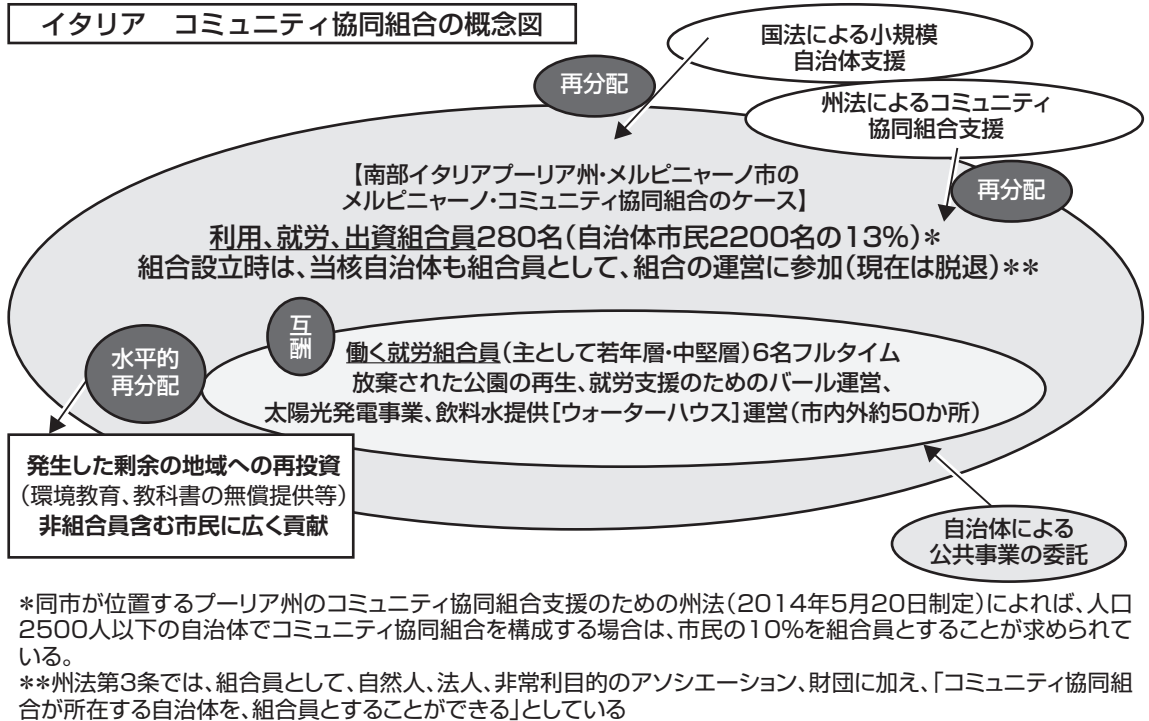 イタリア　コミュニティ協同組合の概念図
国法による小規模
自治体支援
再分配
州法によるコミュニティ
協同組合支援
再分配
【南部イタリアプーリア州・メルピニャーノ市の
メルピニャーノ・コミュニティ協同組合のケース】
利用、就労、出資組合員280名（自治体市民2200名の13%）＊
組合設立時は、当核自治体も組合員として、組合の運営に参加（現在は脱退）＊＊
互酬
水平的
再分配
働く就労組合員（主として若年層・中堅層）6名フルタイム
放棄された公園の再生、就労支援のためのバール運営、
太陽光発電事業、飲料水提供［ウォーターハウス］運営（市内外約50か所）
発生した剰余の地域への再投資
（環境教育、教科書の無償提供等）
非組合員含む市民に広く貢献
自治体による
公共事業の委託
＊同市が位置するプーリア州のコミュニティ協同組合支援のための州法（2014年5月20日制定）によれば、人口
2500人以下の自治体でコミュニティ協同組合を構成する場合は、市民の10%を組合員とすることが求められて
いる。
＊＊州法第3条では、組合員として、自然人、法人、非常利目的のアソシエーション、財団に加え、「コミュニティ協同組
合が所在する自治体を、組合員とすることができる」としている